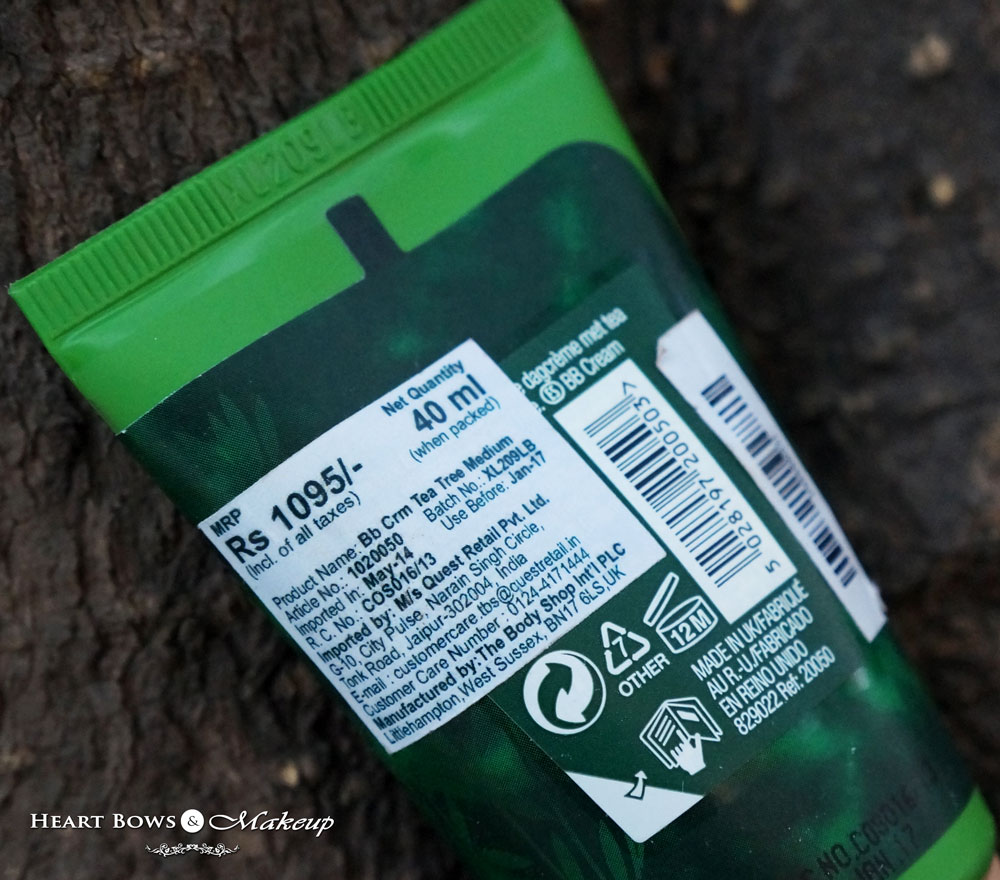 Net Quantity
40 ml
(when packed)
MRP
Rs 1095/-
(incl. of all taxes)
Product Name: Bb Crm Tea Tree Medium
Article No.: 1020050
Batch No.: XL209LB
Imported In: May-14
Use Before: Jan-17
R. C. No.: COS016/13
Imported by: M/s Quest Retail Pvt. Ltd.
G-10, City Pulse, Narain Singh Circle,
Tonk Road, Jaipur-302004, India
E-mail : customercare.tbs@questretail.in
Customer Care Number : 0124-4171444
Manufactured by: The Body Shop Int'l PLC
Littlehampton,West Sussex, BN17 6LS,UK
dagcrème met tea
ES BB Cream
5 028197 200503 >
7
OTHER
12 M
MADE IN UK/FABRIQUÉ
AU R.-U./FABRICADO
EN REINO UNIDO
829022 Ref: 20050
HEART BOWS & Makeup